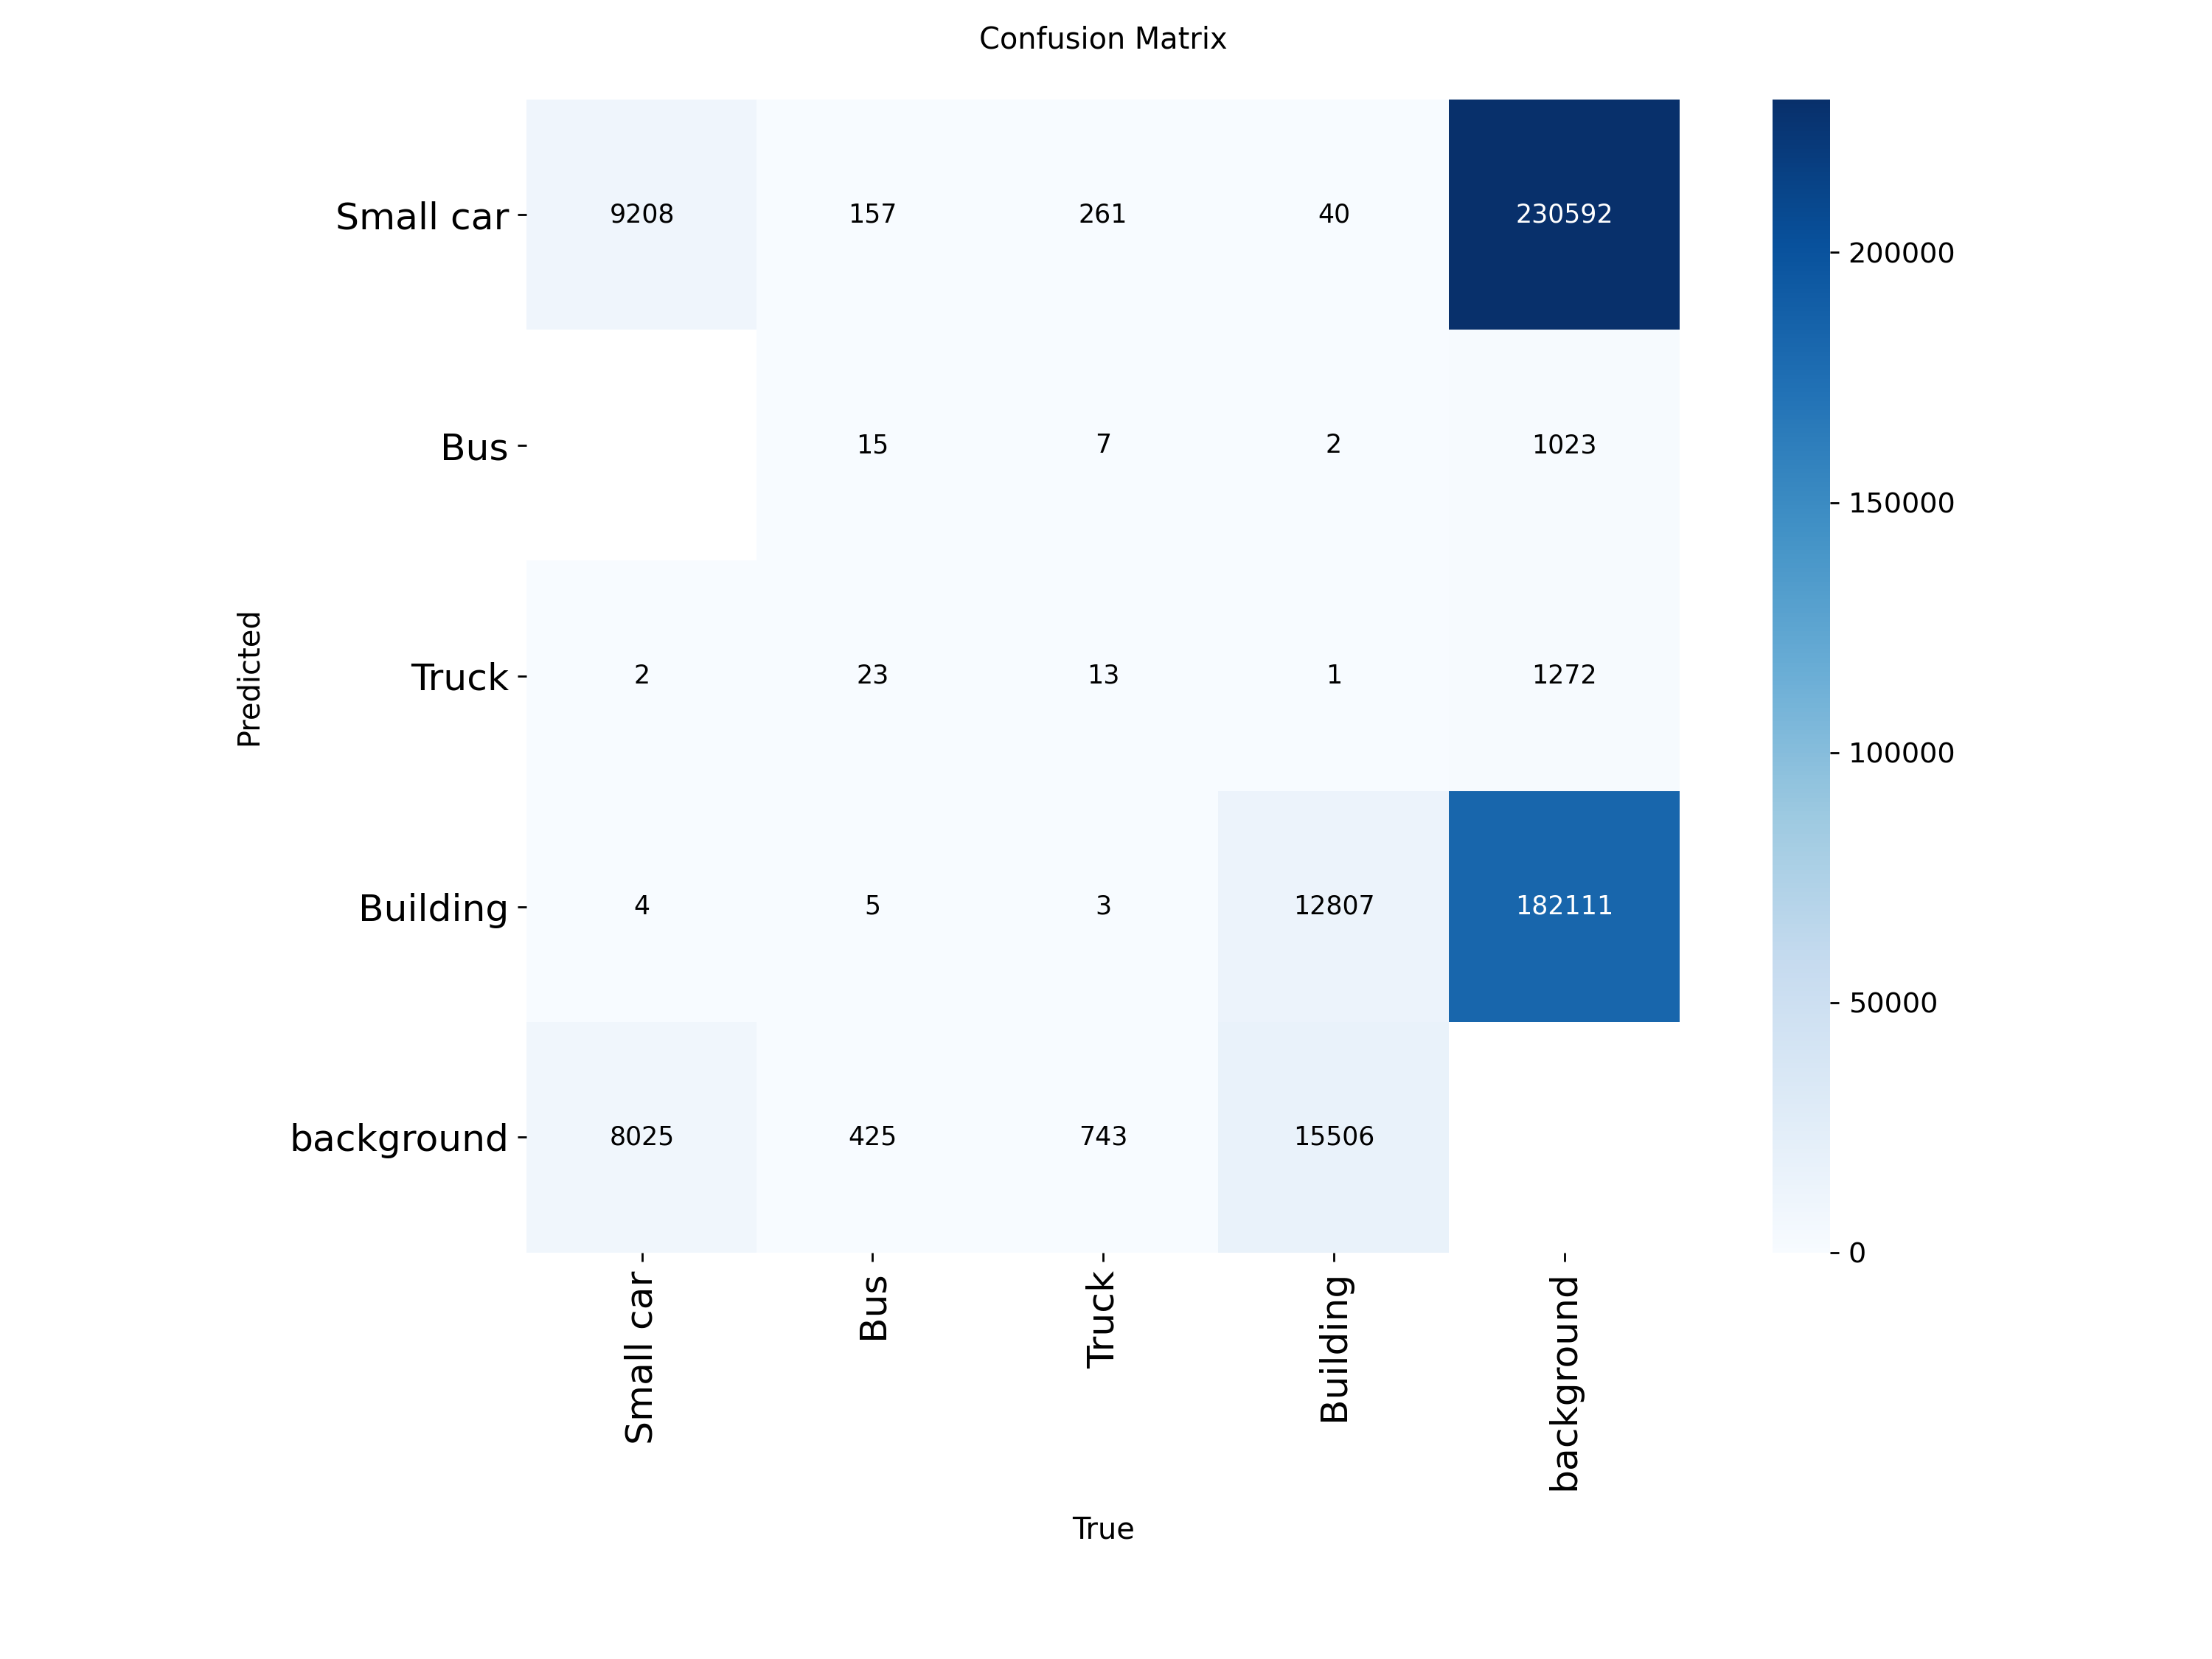 Confusion Matrix
Small car 9208 157 261 40 230592
Bus 15 7 2 1023
Truck 2 23 13 1 1272
Building 4 5 3 12807 182111
background 8025 425 743 15506
Predicted
Small car Bus Truck Building background
True
200000
150000
100000
50000
0